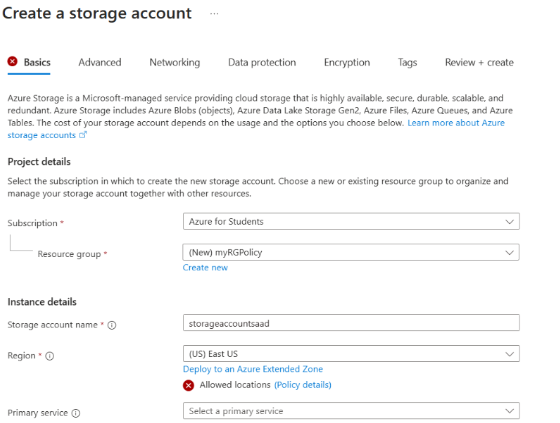 Create a storage account ...
Basics Advanced Networking Data protection Encryption Tags Review + create
Azure Storage is a Microsoft-managed service providing cloud storage that is highly available, secure, durable, scalable, and
redundant. Azure Storage includes Azure Blobs (objects), Azure Data Lake Storage Gen2, Azure Files, Azure Queues, and Azure
Tables. The cost of your storage account depends on the usage and the options you choose below. Learn more about Azure
storage accounts
Project details
Select the subscription in which to create the new storage account. Choose a new or existing resource group to organize and
manage your storage account together with other resources.
Subscription * Azure for Students
Resource group * (New) myRGPolicy
Create new
Instance details
Storage account name * storageaccountsaad
Region * (US) East US
Deploy to an Azure Extended Zone
Allowed locations (Policy details)
Primary service Select a primary service